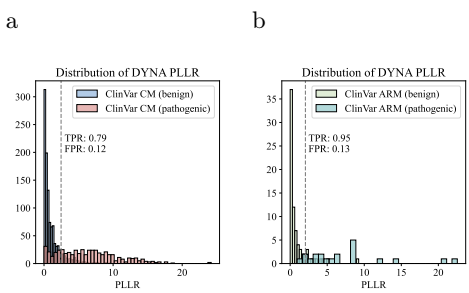 a
Distribution of DYNA PLLR
ClinVar CM (benign)
ClinVar CM (pathogenic)
TPR: 0.79
FPR: 0.12
300
250
200
150
100
50
0
0 10 20
PLLR
b
Distribution of DYNA PLLR
ClinVar ARM (benign)
ClinVar ARM (pathogenic)
TPR: 0.95
FPR: 0.13
35
30
25
20
15
10
5
0
0 5 10 15 20
PLLR